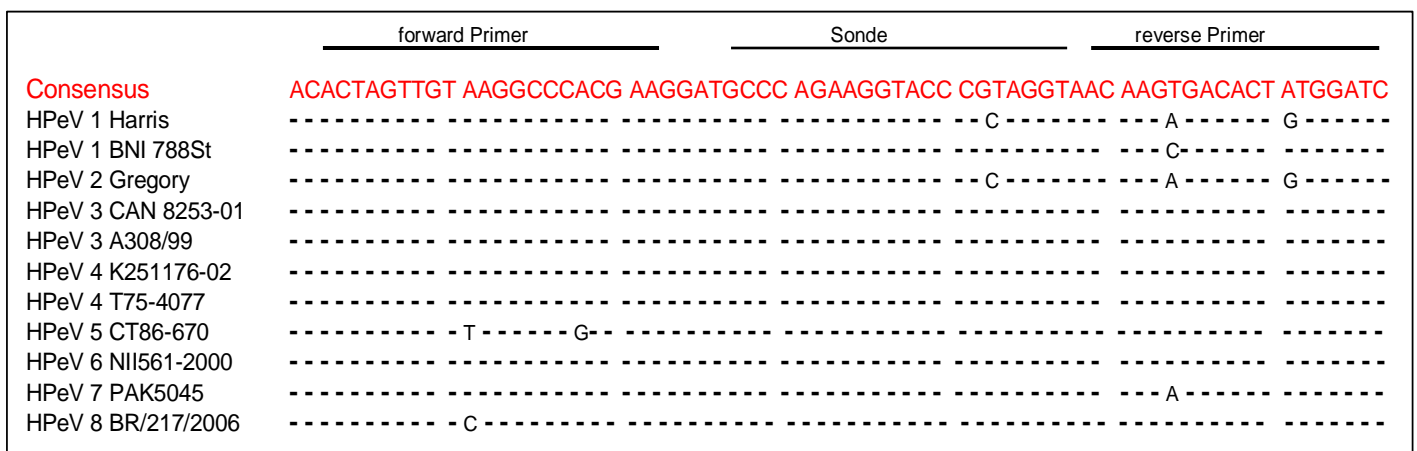 forward Primer Sonde reverse Primer
Consensus ACACTAGTTGT AAGGCCCACG AAGGATGCCC AGAAGGTACC CGTAGGTAAC AAGTGACACT ATGGATC
HPeV 1 Harris - - - - - - - - - - - - - - - - - - - - - - - - - - - - - - - - - - - - - - - - - - C - - - - - - - - - - A - - - - - - G - - - - - -
HPeV 1 BNI 788St - - - - - - - - - - - - - - - - - - - - - - - - - - - - - - - - - - - - - - - - - - - - - - - - - - - - - C - - - - - - - - - - - - -
HPeV 2 Gregory - - - - - - - - - - - - - - - - - - - - - - - - - - - - - - - - - - - - - - - - - - C - - - - - - - - - - A - - - - - - G - - - - - -
HPeV 3 CAN 8253-01 - - - - - - - - - - - - - - - - - - - - - - - - - - - - - - - - - - - - - - - - - - - - - - - - - - - - - - - - - - - - - - - - - - -
HPeV 3 A308/99 - - - - - - - - - - - - - - - - - - - - - - - - - - - - - - - - - - - - - - - - - - - - - - - - - - - - - - - - - - - - - - - - - - -
HPeV 4 K251176-02 - - - - - - - - - - - - - - - - - - - - - - - - - - - - - - - - - - - - - - - - - - - - - - - - - - - - - - - - - - - - - - - - - - -
HPeV 4 T75-4077 - - - - - - - - - - - - - - - - - - - - - - - - - - - - - - - - - - - - - - - - - - - - - - - - - - - - - - - - - - - - - - - - - - -
HPeV 5 CT86-670 - - - - - - - - - - - T - - - - - - G - - - - - - - - - - - - - - - - - - - - - - - - - - - - - - - - - - - - - - - - - - - - - - - -
HPeV 6 NII561-2000 - - - - - - - - - - - - - - - - - - - - - - - - - - - - - - - - - - - - - - - - - - - - - - - - - - - - - - - - - - - - - - - - - - -
HPeV 7 PAK5045 - - - - - - - - - - - - - - - - - - - - - - - - - - - - - - - - - - - - - - - - - - - - - - - - - - - - - A - - - - - - - - - - - - -
HPeV 8 BR/217/2006 - - - - - - - - - - - C - - - - - - - - - - - - - - - - - - - - - - - - - - - - - - - - - - - - - - - - - - - - - - - - - - - - - - -